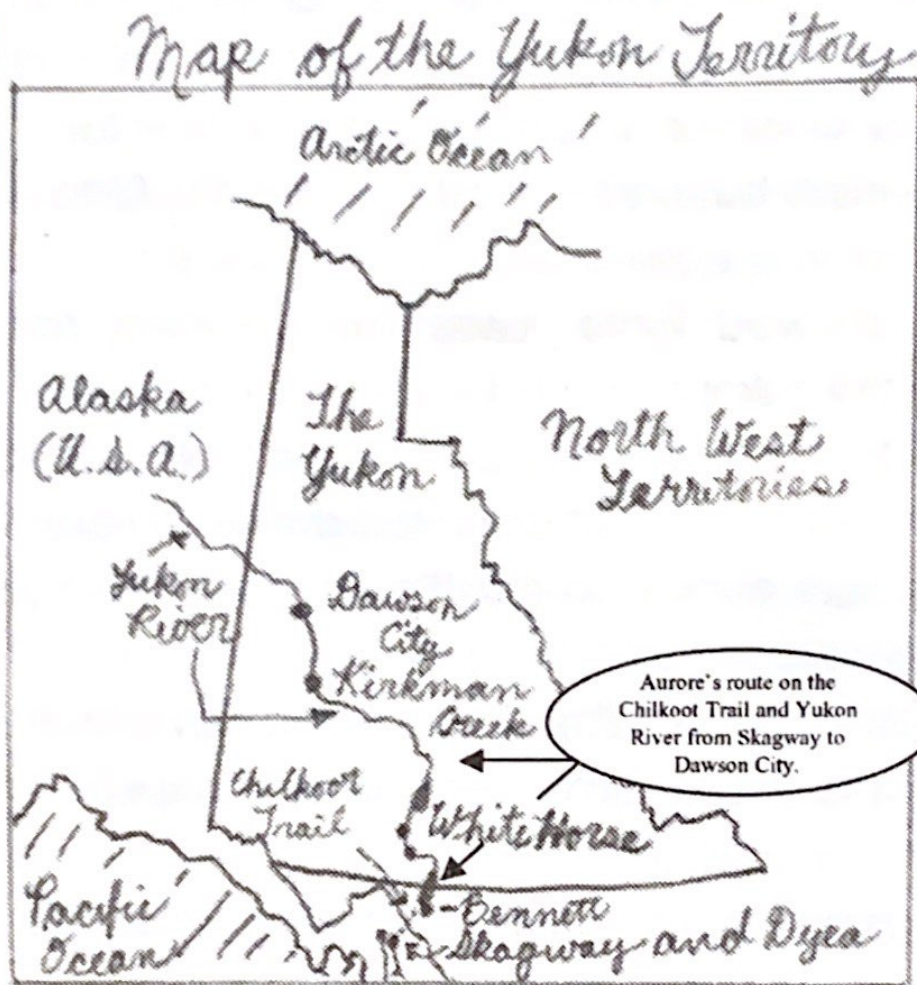 Map of the Yukon Territory
Arctic Ocean
Alaska
(U.S.A.)
The
Yukon
North West
Territories
Yukon
River
Dawson
City
Kirkman
Creek
Aurore's route on the
Chilkoot Trail and Yukon
River from Skagway to
Dawson City.
Chilkoot
Trail
White Horse
Pacific
Ocean
Bennett
Skagway and Dyea